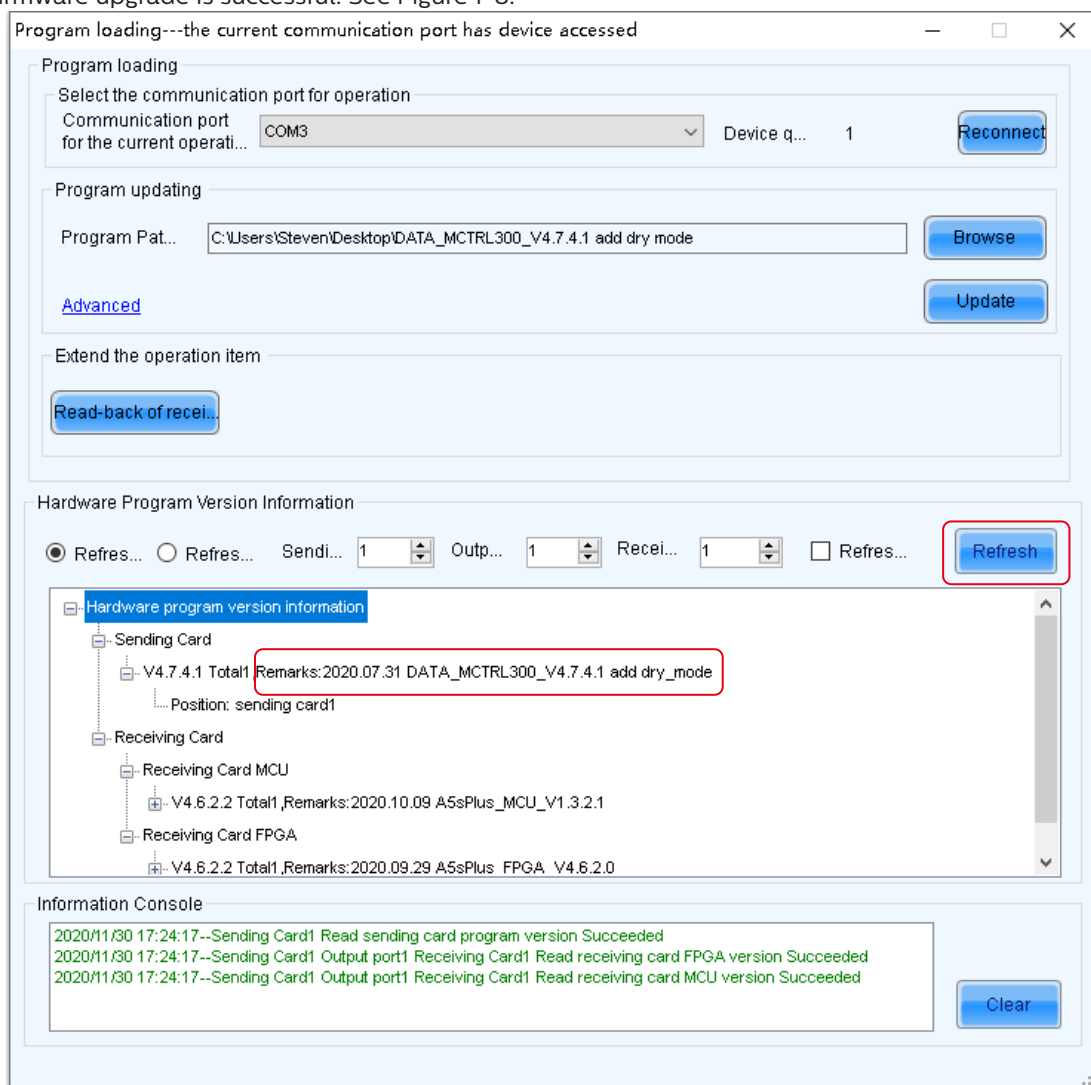 firmware upgrade is successful. See Figure 1-6.
Program loading---the current communication port has device accessed
Program loading
Select the communication port for operation
Communication port
for the current operati...
COM3
Device q... 1
Reconnect
Program updating
Program Pat... C:\Users\Steven\Desktop\DATA_MCTRL300_V4.7.4.1 add dry mode
Browse
Advanced
Update
Extend the operation item
Read-back of recei...
Hardware Program Version Information
Refres... Refres... Sendi... 1 Outp... 1 Recei... 1 Refres... Refresh
Hardware program version information
Sending Card
V4.7.4.1 Total1 ,Remarks:2020.07.31 DATA_MCTRL300_V4.7.4.1 add dry_mode
Position: sending card1
Receiving Card
Receiving Card MCU
V4.6.2.2 Total1 ,Remarks:2020.10.09 A5sPlus_MCU_V1.3.2.1
Receiving Card FPGA
V4.6.2.2 Total1 ,Remarks:2020.09.29 A5sPlus_FPGA_V4.6.2.0
Information Console
2020/11/30 17:24:17--Sending Card1 Read sending card program version Succeeded
2020/11/30 17:24:17--Sending Card1 Output port1 Receiving Card1 Read receiving card FPGA version Succeeded
2020/11/30 17:24:17--Sending Card1 Output port1 Receiving Card1 Read receiving card MCU version Succeeded
Clear